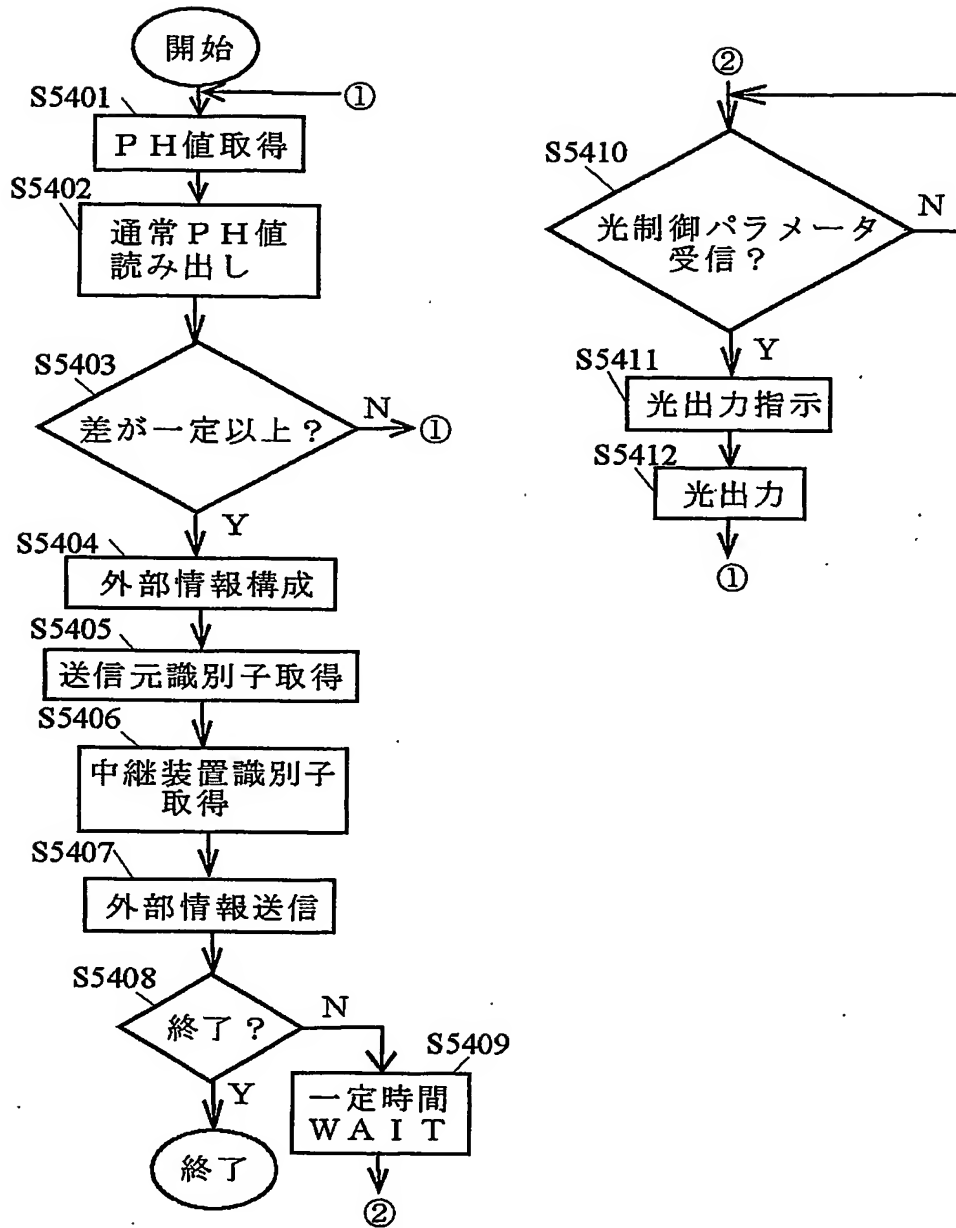 開始
①
S5401
ＰＨ値取得
S5402
通常ＰＨ値
読み出し
S5403
差が一定以上？
N
①
Y
S5404
外部情報構成
S5405
送信元識別子取得
S5406
中継装置識別子
取得
S5407
外部情報送信
S5408
終了？
N
Y
終了
S5409
一定時間
ＷＡＩＴ
②
②
S5410
光制御パラメータ
受信？
N
Y
S5411
光出力指示
S5412
光出力
①